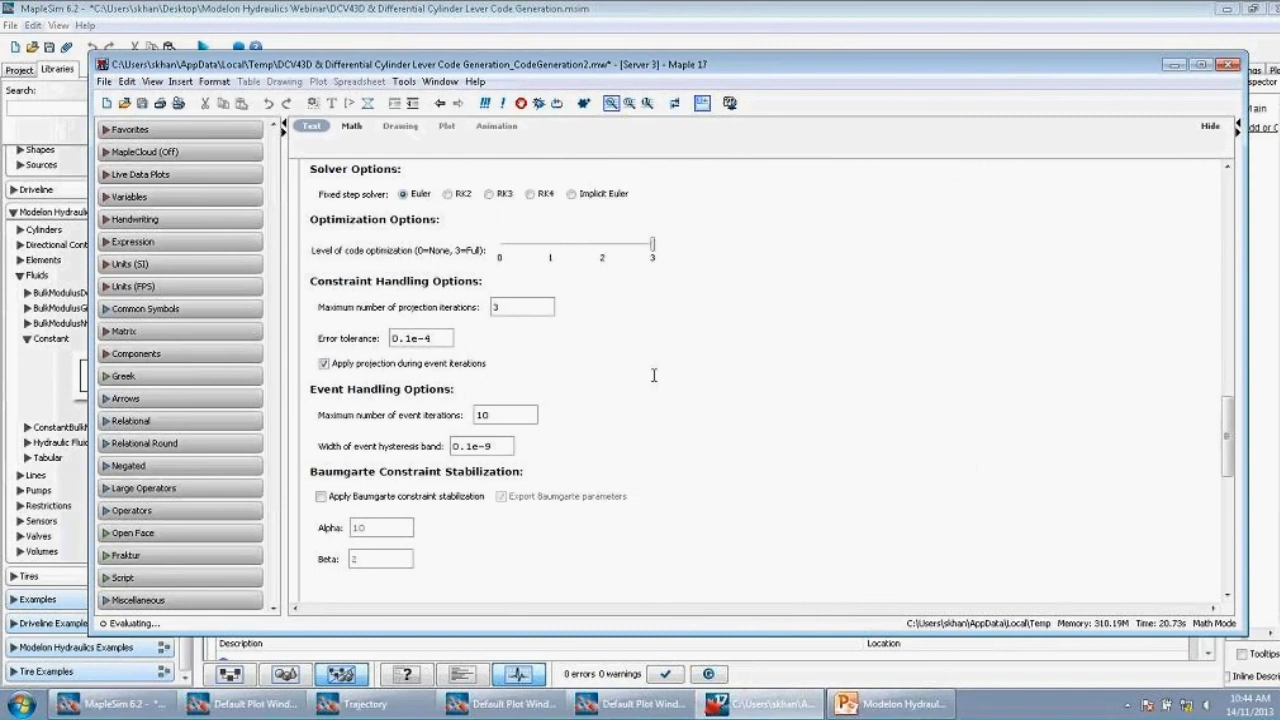 MapleSim 6.2 - *C:\Users\skhan\Desktop\Modelon Hydraulics Webinar\DCV43D & Differential Cylinder Lever Code Generation.msim
File Edit View Help
C:\Users\skhan\AppData\Local\Temp\DCV43D & Differential Cylinder Lever Code Generation_CodeGeneration2.mw* - [Server 3] - Maple 17
File Edit View Insert Format Table Drawing Plot Spreadsheet Tools Window Help
Project Libraries
Search:
Shapes
Sources
Driveline
Modelon Hydraul
Cylinders
Directional Cont
Elements
Fluids
BulkModulusD
BulkModulusG
BulkModulusN
Constant
ConstantBulk
Hydraulic Fluid
Tabular
Lines
Pumps
Restrictions
Sensors
Valves
Volumes
Tires
Examples
Driveline Example
Modelon Hydraulics Examples
Tire Examples
Favorites
MapleCloud (Off)
Live Data Plots
Variables
Handwriting
Expression
Units (SI)
Units (FPS)
Common Symbols
Matrix
Components
Greek
Arrows
Relational
Relational Round
Negated
Large Operators
Operators
Open Face
Fraktur
Script
Miscellaneous
Text Math Drawing Plot Animation Hide
Solver Options:
Fixed step solver: Euler RK2 RK3 RK4 Implicit Euler
Optimization Options:
Level of code optimization (0=None, 3=Full):
0 1 2 3
Constraint Handling Options:
Maximum number of projection iterations: 3
Error tolerance: 0.1e-4
Apply projection during event iterations
Event Handling Options:
Maximum number of event iterations: 10
Width of event hysteresis band: 0.1e-9
Baumgarte Constraint Stabilization:
Apply Baumgarte constraint stabilization Export Baumgarte parameters
Alpha: 10
Beta: 2
Evaluating... C:\Users\skhan\AppData\Local\Temp Memory: 310.19M Time: 20.73s Math Mode
Description Location
0 errors 0 warnings
Tooltips
Inline Descri
MapleSim 6.2 - *... Default Plot Wind... Trajectory Default Plot Wind... Default Plot Wind... C:\Users\skhan\A... Modelon Hydraul...
10:44 AM
14/11/2013